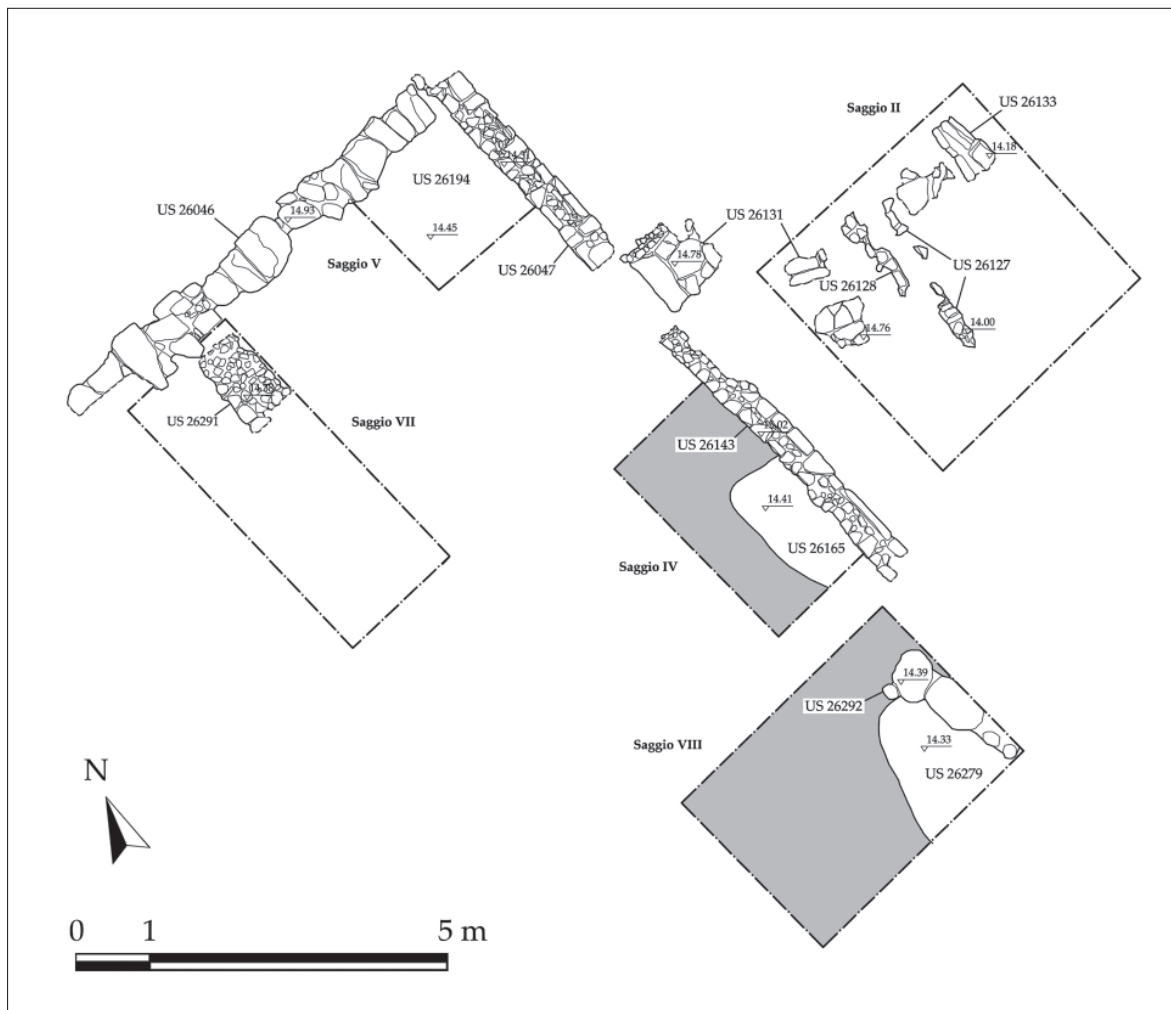 Saggio II
US 26133
14.18
US 26194
US 26046
14.93
14.45
US 26131
Saggio V
US 26047
14.78
US 26127
US 26128
14.76
14.00
US 26291
Saggio VII
US 26143
14.41
US 26165
Saggio IV
14.39
US 26292
Saggio VIII
14.33
US 26279
N
0 1 5 m